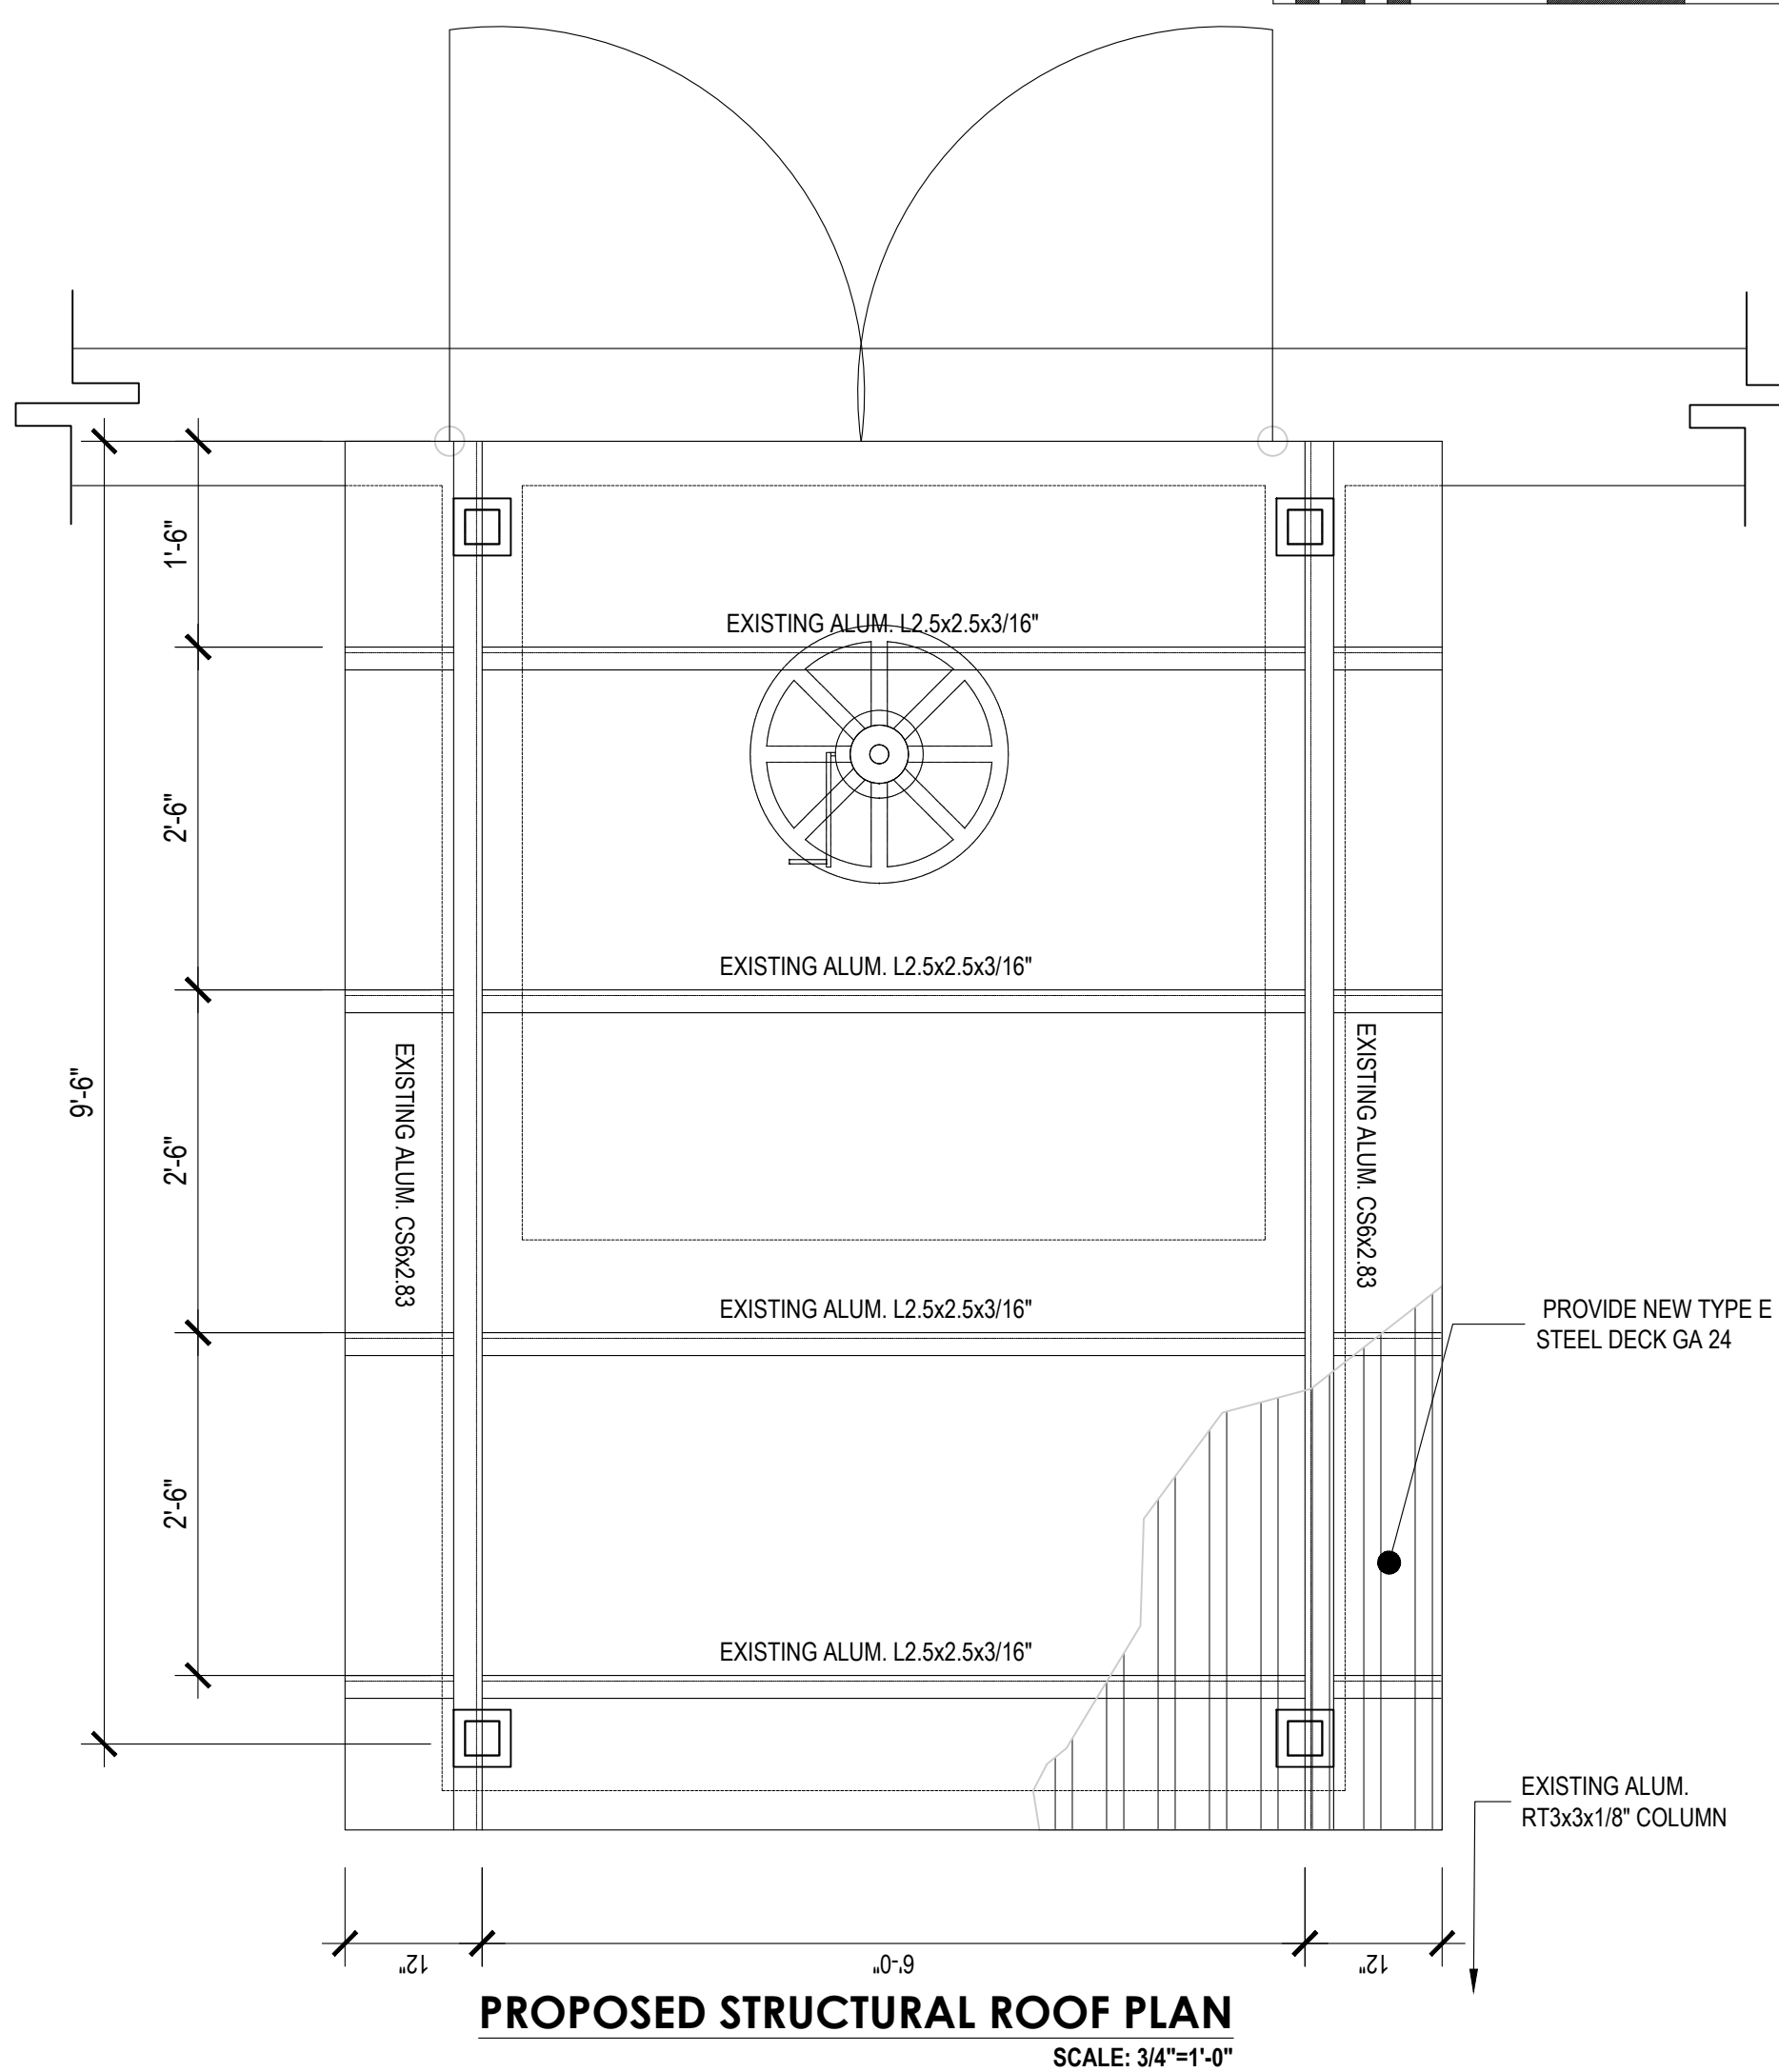 1'-6"
EXISTING ALUM. L2.5x2.5x3/16"
2'-6"
EXISTING ALUM. L2.5x2.5x3/16"
9'-6"
2'-6"
EXISTING ALUM. CS6x2.83
EXISTING ALUM. CS6x2.83
EXISTING ALUM. L2.5x2.5x3/16"
PROVIDE NEW TYPE E
STEEL DECK GA 24
2'-6"
EXISTING ALUM. L2.5x2.5x3/16"
EXISTING ALUM.
RT3x3x1/8" COLUMN
12"
6'-0"
12"
PROPOSED STRUCTURAL ROOF PLAN
SCALE: 3/4"=1'-0"